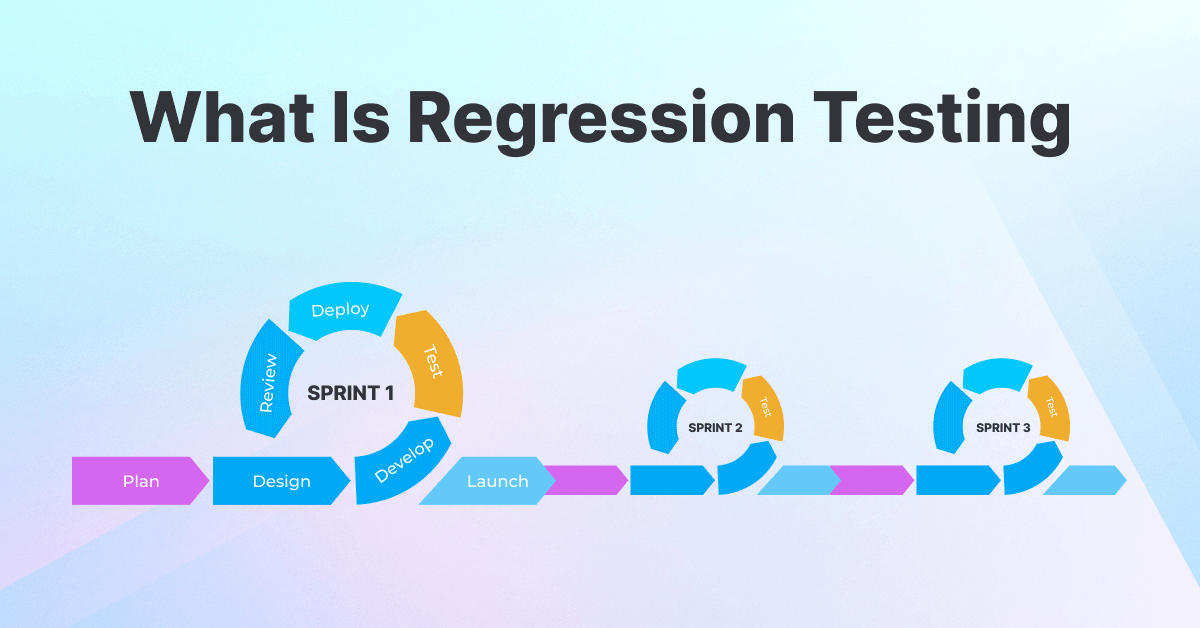 What Is Regression Testing
Deploy
Test
Review
SPRINT 1
Develop
Plan
Design
Launch
Test
SPRINT 2
Test
SPRINT 3